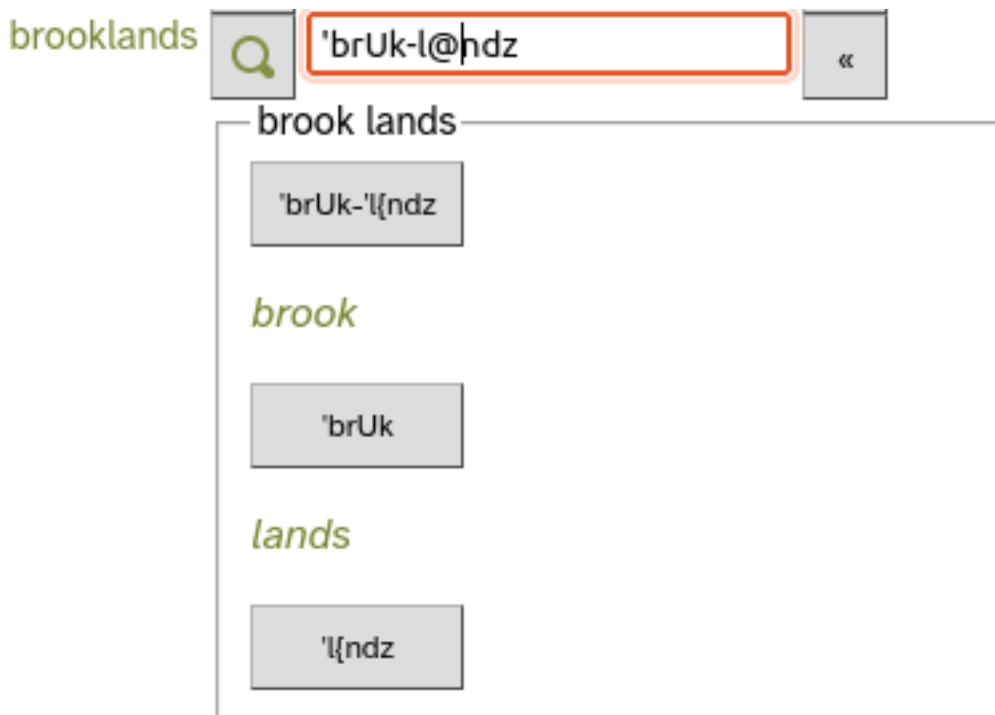 brooklands 'brUk-l@ndz «
brook lands
'brUk-'l{ndz
brook
'brUk
lands
'l{ndz